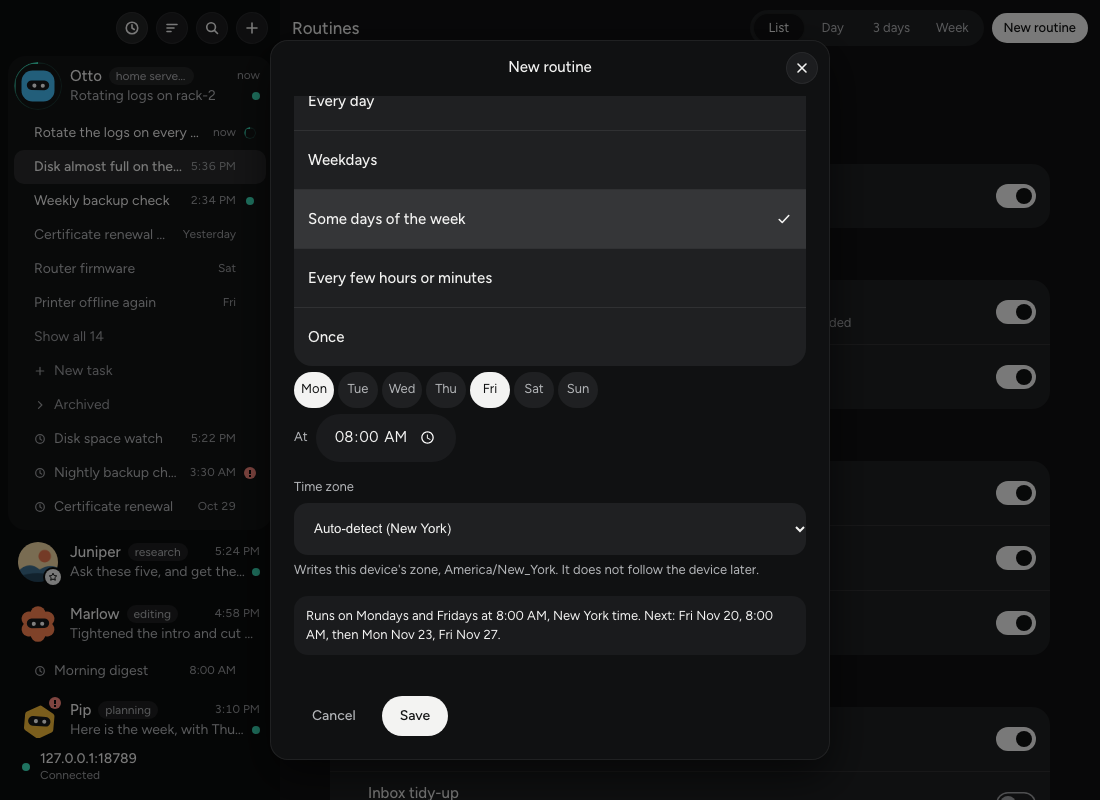 Routines
List
Day
3 days
Week
New routine
Otto
home serve...
now
Rotating logs on rack-2
Rotate the logs on every ...
now
Disk almost full on the...
5:36 PM
Weekly backup check
2:34 PM
Certificate renewal ...
Yesterday
Router firmware
Sat
Printer offline again
Fri
Show all 14
New task
Archived
Disk space watch
5:22 PM
Nightly backup ch...
3:30 AM
Certificate renewal
Oct 29
Juniper
research
5:24 PM
Ask these five, and get the...
Marlow
editing
4:58 PM
Tightened the intro and cut ...
Morning digest
8:00 AM
Pip
planning
3:10 PM
Here is the week, with Thu...
127.0.0.1:18789
Connected
New routine
Every day
Weekdays
Some days of the week
Every few hours or minutes
Once
Mon
Tue
Wed
Thu
Fri
Sat
Sun
At
08:00 AM
Time zone
Auto-detect (New York)
Writes this device's zone, America/New_York. It does not follow the device later.
Runs on Mondays and Fridays at 8:00 AM, New York time. Next: Fri Nov 20, 8:00
AM, then Mon Nov 23, Fri Nov 27.
Cancel
Save
ded
Inbox tidy-up